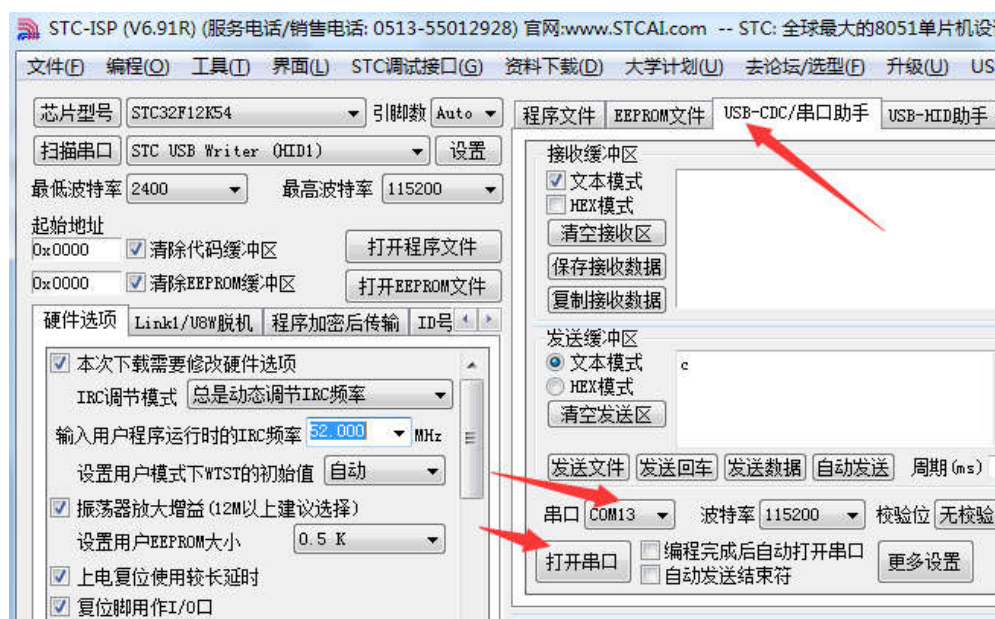 STC-ISP (V6.91R) (服务电话/销售电话: 0513-55012928) 官网:www.STCAI.com -- STC: 全球最大的8051单片机设
文件(F) 编程(O) 工具(T) 界面(L) STC调试接口(G) 资料下载(D) 大学计划(U) 去论坛/选型(F) 升级(U) US
芯片型号 STC32F12K54 引脚数 Auto
扫描串口 STC USB Writer (HID1) 设置
最低波特率 2400 最高波特率 115200
起始地址
0x0000 清除代码缓冲区 打开程序文件
0x0000 清除EEPROM缓冲区 打开EEPROM文件
硬件选项 Link1/U8W脱机 程序加密后传输 ID号
本次下载需要修改硬件选项
IRC调节模式 总是动态调节IRC频率
输入用户程序运行时的IRC频率 52.000 MHz
设置用户模式下WTST的初始值 自动
振荡器放大增益(12M以上建议选择)
设置用户EEPROM大小 0.5 K
上电复位使用较长延时
复位脚用作I/O口
程序文件 EEPROM文件 USB-CDC/串口助手 USB-HID助手
接收缓冲区
文本模式
HEX模式
清空接收区
保存接收数据
复制接收数据
发送缓冲区
文本模式 c
HEX模式
清空发送区
发送文件 发送回车 发送数据 自动发送 周期(ms)
串口 COM13 波特率 115200 校验位 无校验
打开串口 编程完成后自动打开串口 更多设置
自动发送结束符